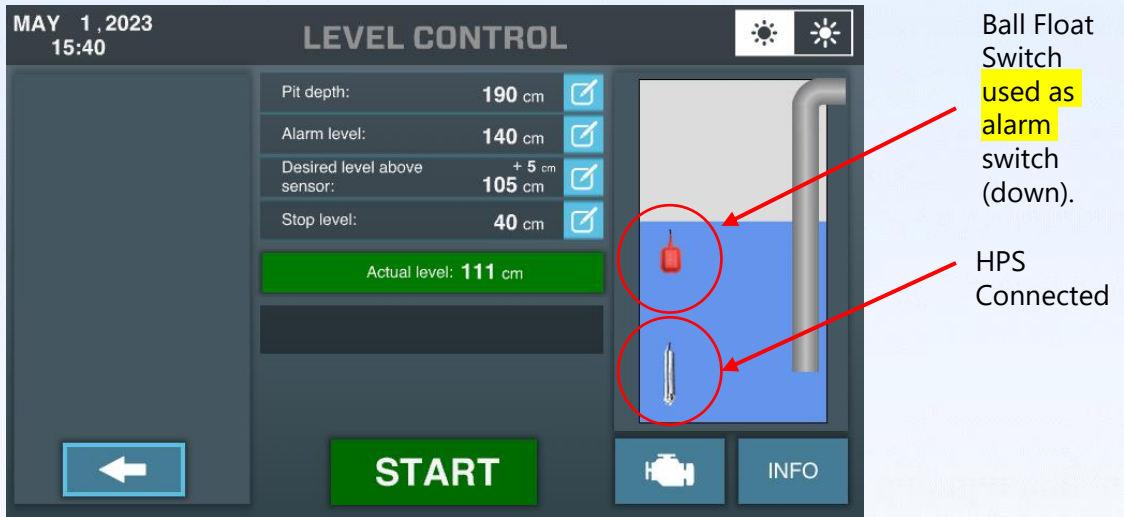 MAY 1,2023
15:40
LEVEL CONTROL
Pit depth: 190 cm
Alarm level: 140 cm
Desired level above
sensor:
+ 5 cm
105 cm
Stop level: 40 cm
Actual level: 111 cm
START
INFO
Ball Float
Switch
used as
alarm
switch
(down).
HPS
Connected